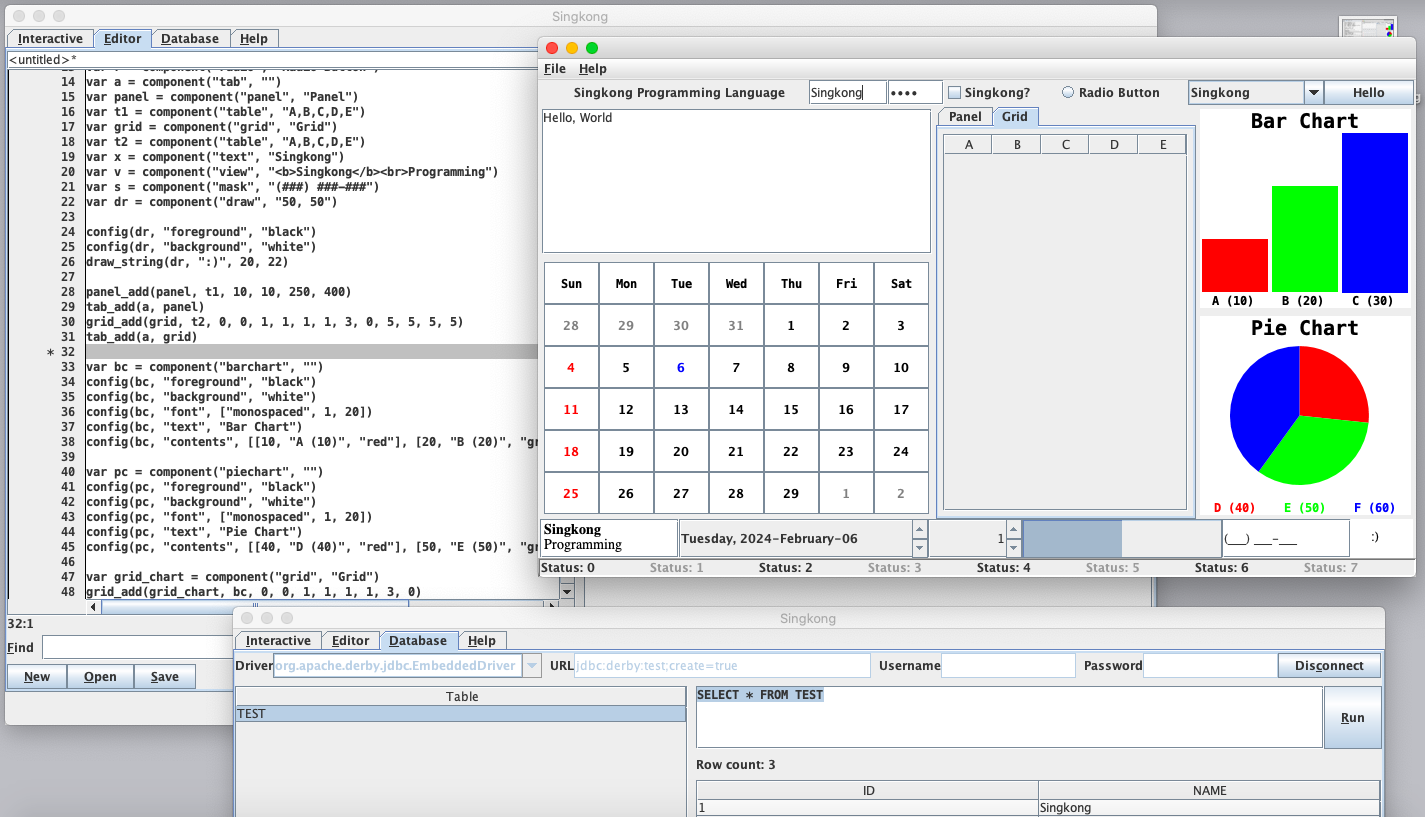 Singkong
Interactive Editor Database Help
<untitled>*
14 var a = component("tab", "")
15 var panel = component("panel", "Panel")
16 var t1 = component("table", "A,B,C,D,E")
17 var grid = component("grid", "Grid")
18 var t2 = component("table", "A,B,C,D,E")
19 var x = component("text", "Singkong")
20 var v = component("view", "<b>Singkong</b><br>Programming")
21 var s = component("mask", "(###) ###-###")
22 var dr = component("draw", "50, 50")
23
24 config(dr, "foreground", "black")
25 config(dr, "background", "white")
26 draw_string(dr, ":)", 20, 22)
27
28 panel_add(panel, t1, 10, 10, 250, 400)
29 tab_add(a, panel)
30 grid_add(grid, t2, 0, 0, 1, 1, 1, 1, 3, 0, 5, 5, 5, 5)
31 tab_add(a, grid)
* 32
33 var bc = component("barchart", "")
34 config(bc, "foreground", "black")
35 config(bc, "background", "white")
36 config(bc, "font", ["monospaced", 1, 20])
37 config(bc, "text", "Bar Chart")
38 config(bc, "contents", [[10, "A (10)", "red"], [20, "B (20)", "gr
39
40 var pc = component("piechart", "")
41 config(pc, "foreground", "black")
42 config(pc, "background", "white")
43 config(pc, "font", ["monospaced", 1, 20])
44 config(pc, "text", "Pie Chart")
45 config(pc, "contents", [[40, "D (40)", "red"], [50, "E (50)", "gr
46
47 var grid_chart = component("grid", "Grid")
48 grid_add(grid_chart, bc, 0, 0, 1, 1, 1, 1, 3, 0)
32:1
Find
New Open Save
File Help
Singkong Programming Language Singkong •••• Singkong? Radio Button Singkong Hello
Hello, World
Panel Grid
A B C D E
Bar Chart
A (10) B (20) C (30)
Pie Chart
D (40) E (50) F (60)
Sun Mon Tue Wed Thu Fri Sat
28 29 30 31 1 2 3
4 5 6 7 8 9 10
11 12 13 14 15 16 17
18 19 20 21 22 23 24
25 26 27 28 29 1 2
Singkong
Programming
Tuesday, 2024-February-06 1 (___) ___-___ :)
Status: 0 Status: 1 Status: 2 Status: 3 Status: 4 Status: 5 Status: 6 Status: 7
Singkong
Interactive Editor Database Help
Driver org.apache.derby.jdbc.EmbeddedDriver URL jdbc:derby:test;create=true Username Password Disconnect
Table
TEST
SELECT * FROM TEST
Run
Row count: 3
ID NAME
1 Singkong